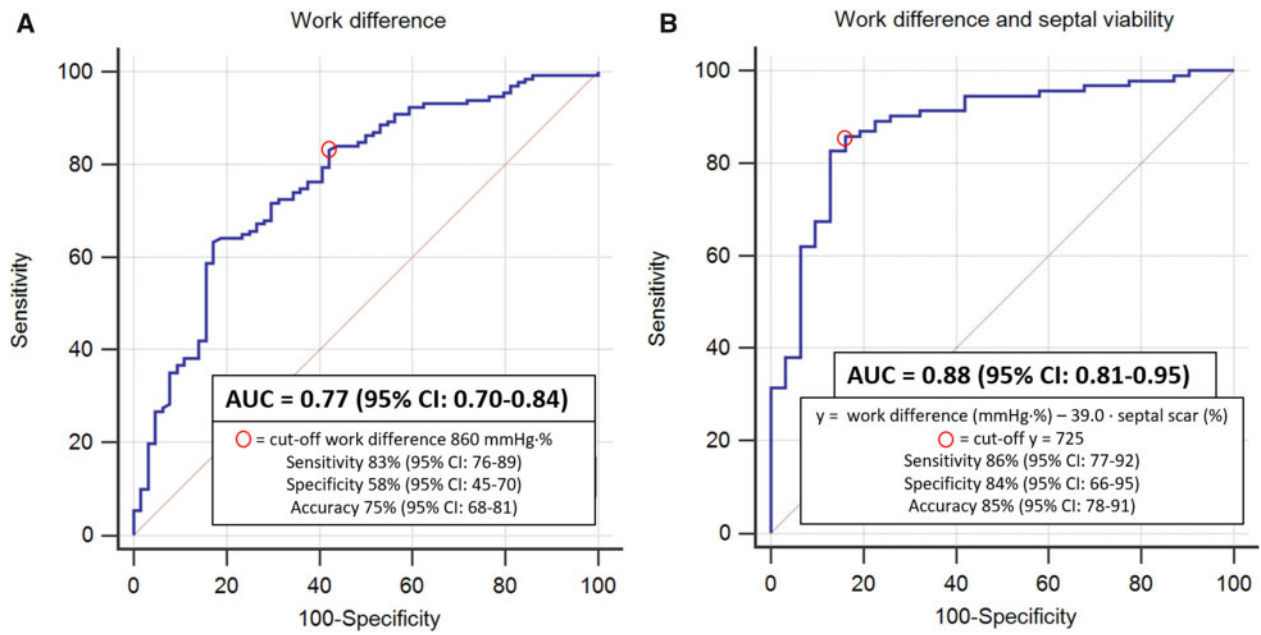 A
Work difference
100
80
60
40
20
0
Sensitivity
AUC = 0.77 (95% CI: 0.70-0.84)
= cut-off work difference 860 mmHg·%
Sensitivity 83% (95% CI: 76-89)
Specificity 58% (95% CI: 45-70)
Accuracy 75% (95% CI: 68-81)
0 20 40 60 80 100
100-Specificity
B
Work difference and septal viability
100
80
60
40
20
0
Sensitivity
AUC = 0.88 (95% CI: 0.81-0.95)
y = work difference (mmHg·%) – 39.0 · septal scar (%)
= cut-off y = 725
Sensitivity 86% (95% CI: 77-92)
Specificity 84% (95% CI: 66-95)
Accuracy 85% (95% CI: 78-91)
0 20 40 60 80 100
100-Specificity